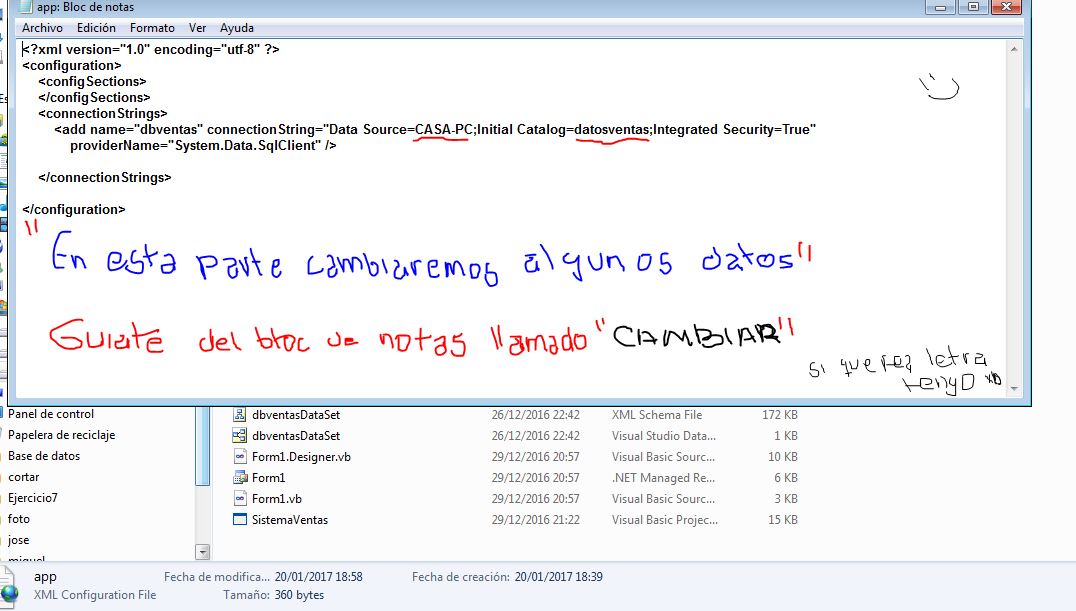 app: Bloc de notas
Archivo Edición Formato Ver Ayuda
<?xml version="1.0" encoding="utf-8" ?>
<configuration>
<configSections>
</configSections>
<connectionStrings>
<add name="dbventas" connectionString="Data Source=CASA-PC;Initial Catalog=datosventas;Integrated Security=True"
providerName="System.Data.SqlClient" />
</connectionStrings>
</configuration>
"En esta parte cambiaremos algunos datos"
Guiate del bloc de notas llamado "CAMBIAR"
si que fea letra
tengo xD
Panel de control
Papelera de reciclaje
Base de datos
cortar
Ejercicio7
foto
jose
miguel
dbventasDataSet 26/12/2016 22:42 XML Schema File 172 KB
dbventasDataSet 26/12/2016 22:42 Visual Studio Data... 1 KB
Form1.Designer.vb 29/12/2016 20:57 Visual Basic Sourc... 10 KB
Form1 29/12/2016 20:57 .NET Managed Re... 6 KB
Form1.vb 29/12/2016 20:57 Visual Basic Sourc... 3 KB
SistemaVentas 29/12/2016 21:22 Visual Basic Projec... 15 KB
app Fecha de modifica... 20/01/2017 18:58 Fecha de creación: 20/01/2017 18:39
XML Configuration File Tamaño: 360 bytes